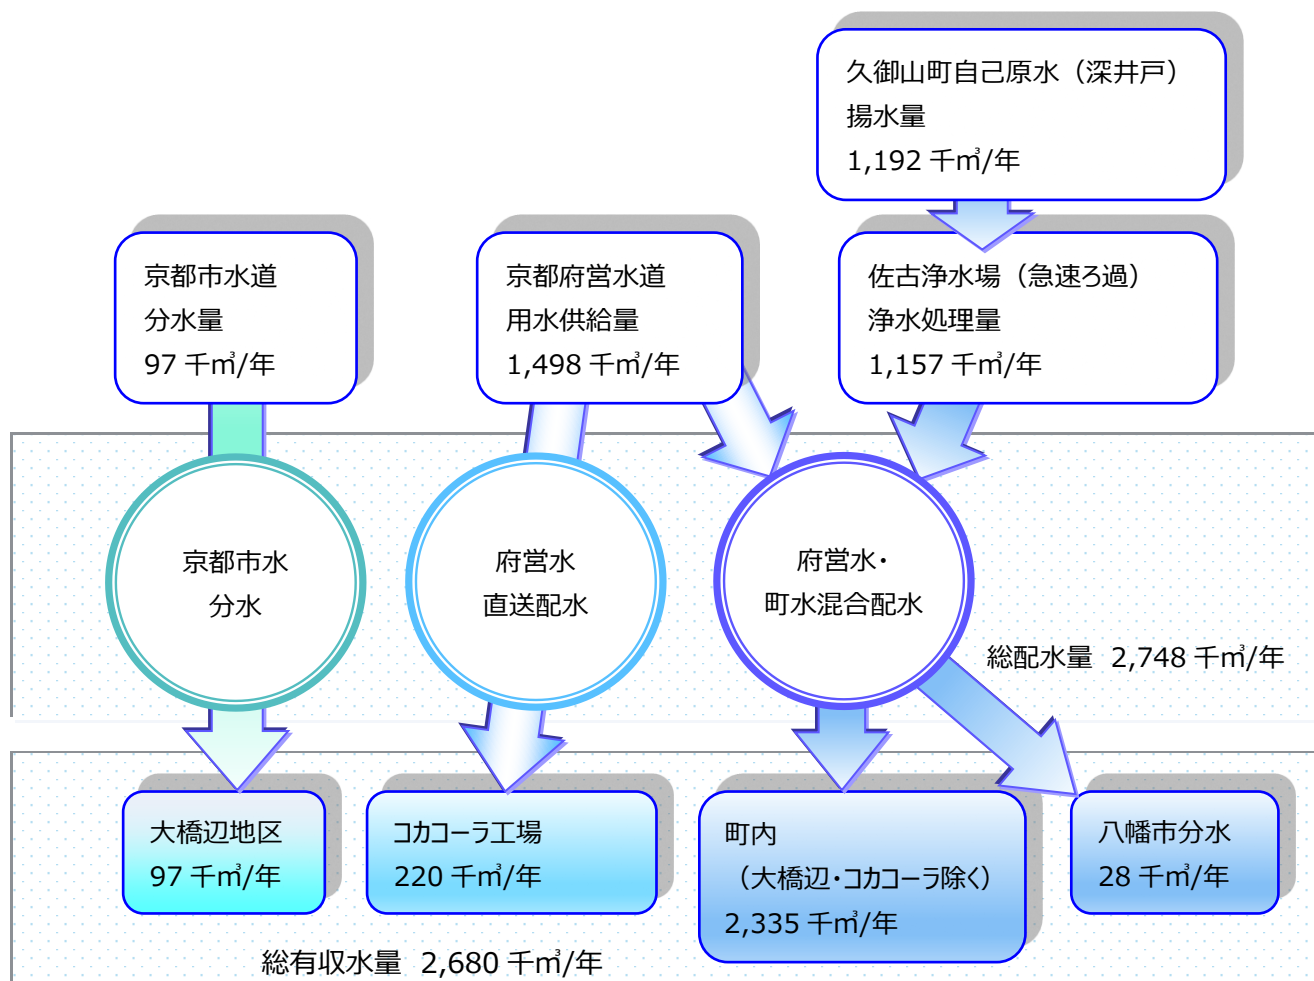 久御山町自己原水（深井戸）
揚水量
1,192 千㎥/年
京都市水道
分水量
97 千㎥/年
京都府営水道
用水供給量
1,498 千㎥/年
佐古浄水場（急速ろ過）
浄水処理量
1,157 千㎥/年
京都市水
分水
府営水
直送配水
府営水・
町水混合配水
総配水量 2,748 千㎥/年
大橋辺地区
97 千㎥/年
コカコーラ工場
220 千㎥/年
町内
（大橋辺・コカコーラ除く）
2,335 千㎥/年
八幡市分水
28 千㎥/年
総有収水量 2,680 千㎥/年